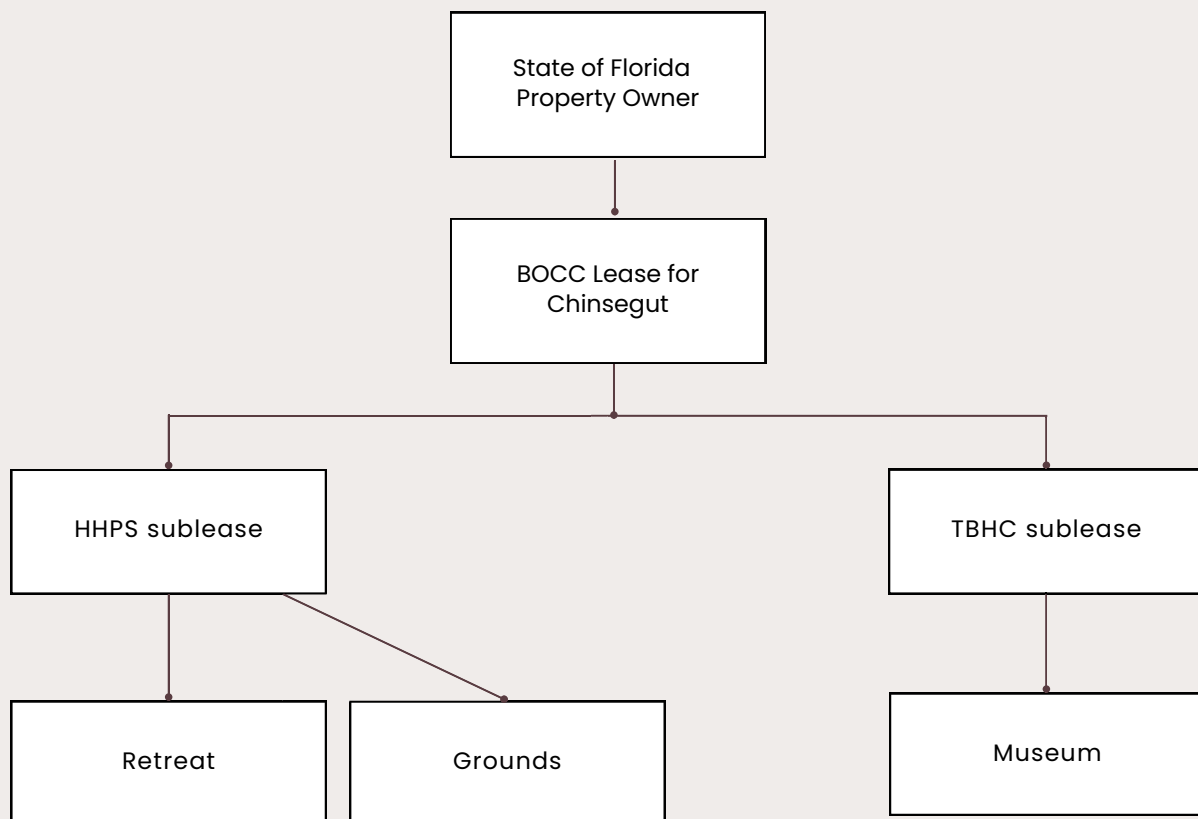 State of Florida
Property Owner
BOCC Lease for
Chinsegut
HHPS sublease
TBHC sublease
Retreat
Grounds
Museum